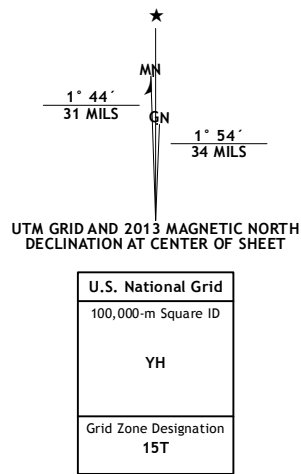 MN
1° 44´
31 MILS
GN
1° 54´
34 MILS
UTM GRID AND 2013 MAGNETIC NORTH
DECLINATION AT CENTER OF SHEET
U.S. National Grid
100,000-m Square ID
YH
Grid Zone Designation
15T